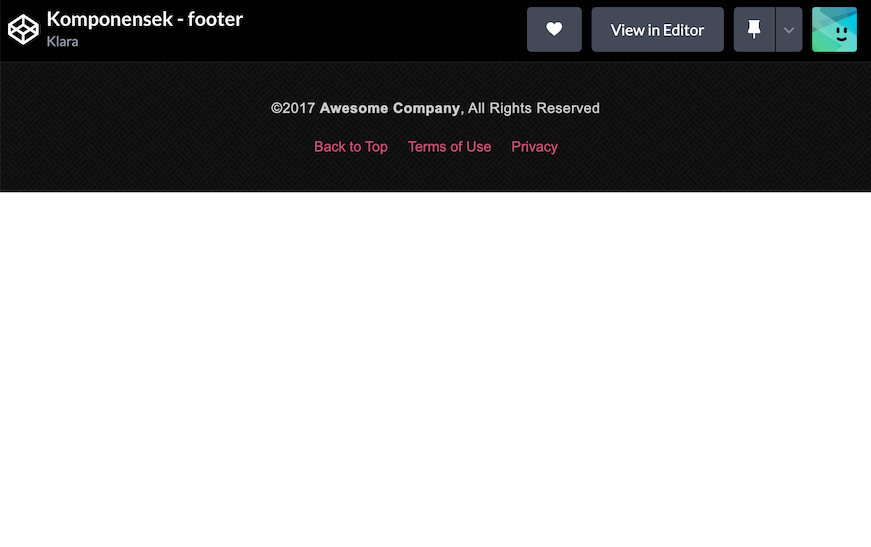 Komponensek - footer
Klara
View in Editor
©2017 Awesome Company, All Rights Reserved
Back to Top Terms of Use Privacy